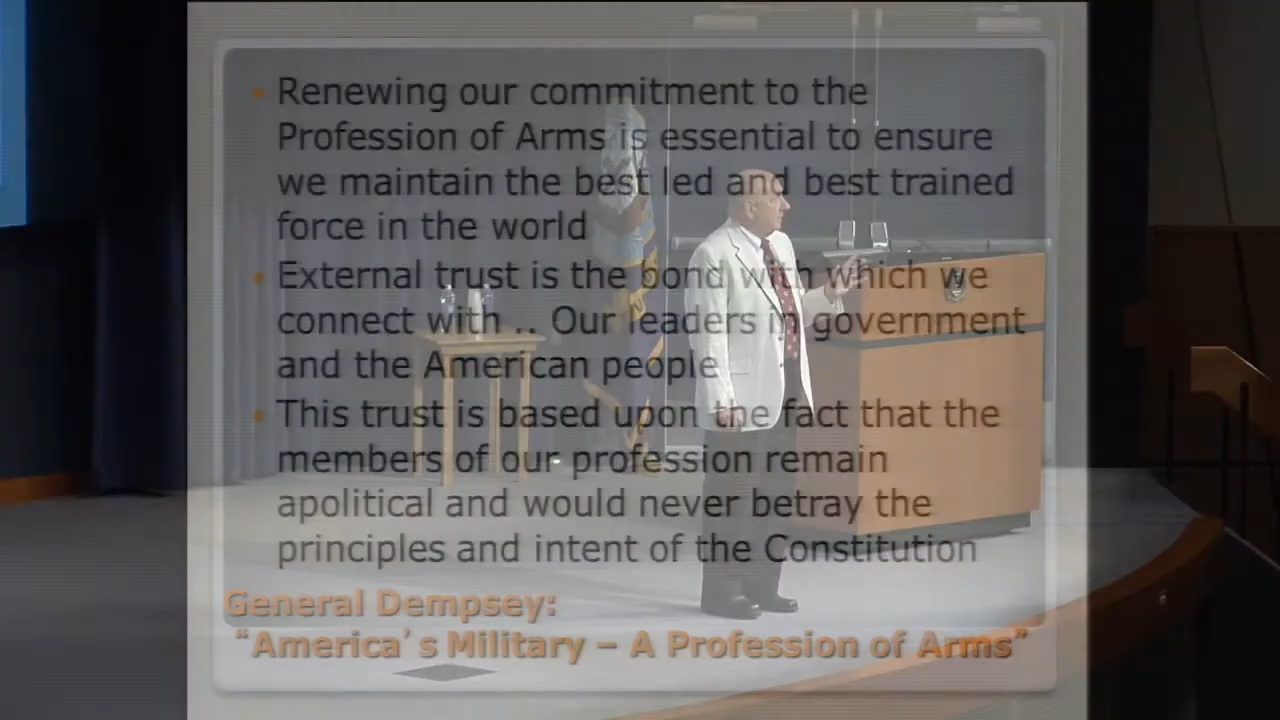 Renewing our commitment to the
Profession of Arms is essential to ensure
we maintain the best led and best trained
force in the world
External trust is the bond with which we
connect with .. Our leaders in government
and the American people
This trust is based upon the fact that the
members of our profession remain
apolitical and would never betray the
principles and intent of the Constitution
General Dempsey:
“America’s Military – A Profession of Arms”